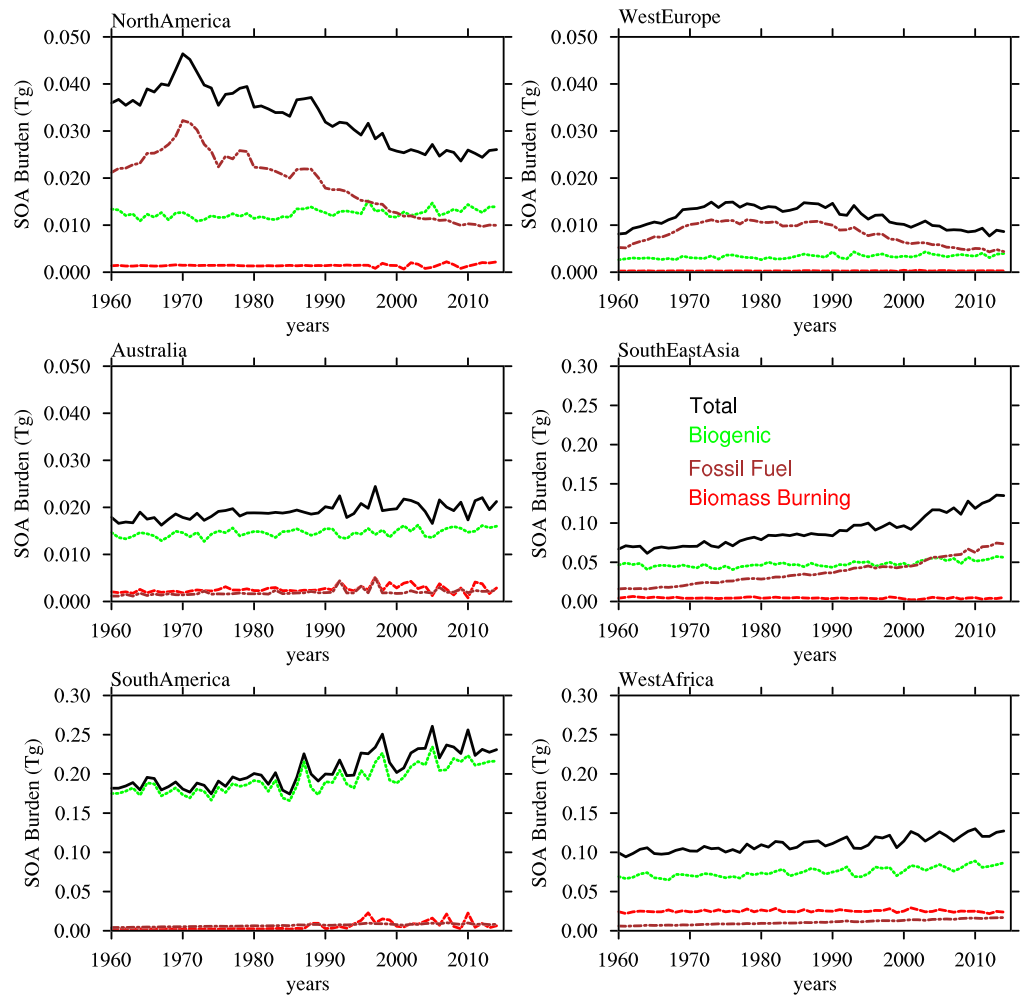 NorthAmerica
0.050
0.040
0.030
0.020
0.010
0.000
SOA Burden (Tg)
1960 1970 1980 1990 2000 2010
years
WestEurope
0.050
0.040
0.030
0.020
0.010
0.000
SOA Burden (Tg)
1960 1970 1980 1990 2000 2010
years
Australia
0.050
0.040
0.030
0.020
0.010
0.000
SOA Burden (Tg)
1960 1970 1980 1990 2000 2010
years
SouthEastAsia
0.30
0.25
0.20
0.15
0.10
0.05
0.00
SOA Burden (Tg)
Total
Biogenic
Fossil Fuel
Biomass Burning
1960 1970 1980 1990 2000 2010
years
SouthAmerica
0.30
0.25
0.20
0.15
0.10
0.05
0.00
SOA Burden (Tg)
1960 1970 1980 1990 2000 2010
years
WestAfrica
0.30
0.25
0.20
0.15
0.10
0.05
0.00
SOA Burden (Tg)
1960 1970 1980 1990 2000 2010
years